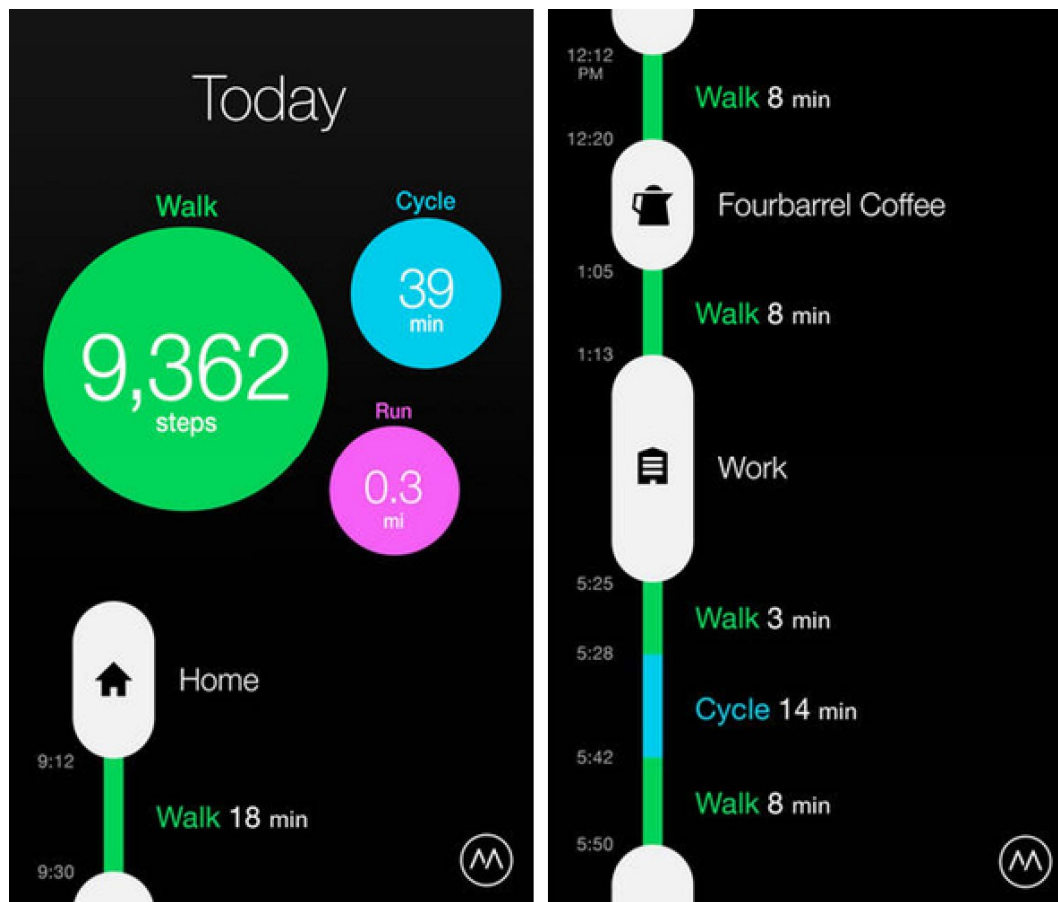 Today
Walk
9,362
steps
Cycle
39
min
Run
0.3
mi
Home
9:12
Walk 18 min
9:30
12:12
PM
Walk 8 min
12:20
Fourbarrel Coffee
1:05
Walk 8 min
1:13
Work
5:25
Walk 3 min
5:28
Cycle 14 min
5:42
Walk 8 min
5:50